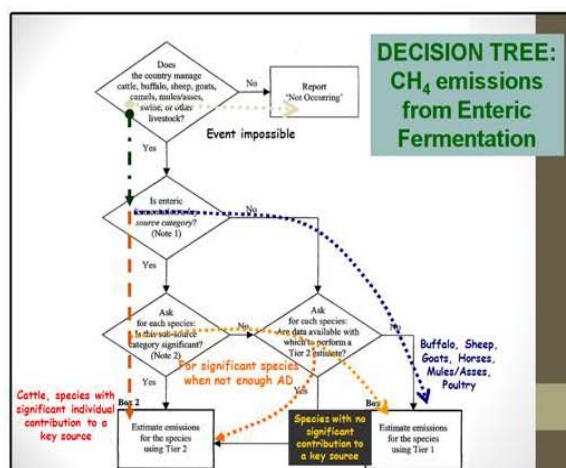 DECISION TREE:
CH4 emissions
from Enteric
Fermentation
Does
the country manage
cattle, buffalo, sheep, goats,
camels, mules/asses,
swine, or other
livestock?
No
Report
'Not Occurring'
Event impossible
Yes
Is enteric
source category?
(Note 1)
No
Yes
Ask
for each species:
Is this sub-source
category significant?
(Note 2)
No
Ask
for each species:
Are data available with
which to perform a
Tier 2 estimate?
No
Buffalo, Sheep,
Goats, Horses,
Mules/Asses,
Poultry
For significant species
when not enough AD
Yes
Yes
Cattle, species with
significant individual
contribution to a
key source
Box 2
Estimate emissions
for the species
using Tier 2
Species with no
significant
contribution to
a key source
Box
Estimate emissions
for the species
using Tier 1